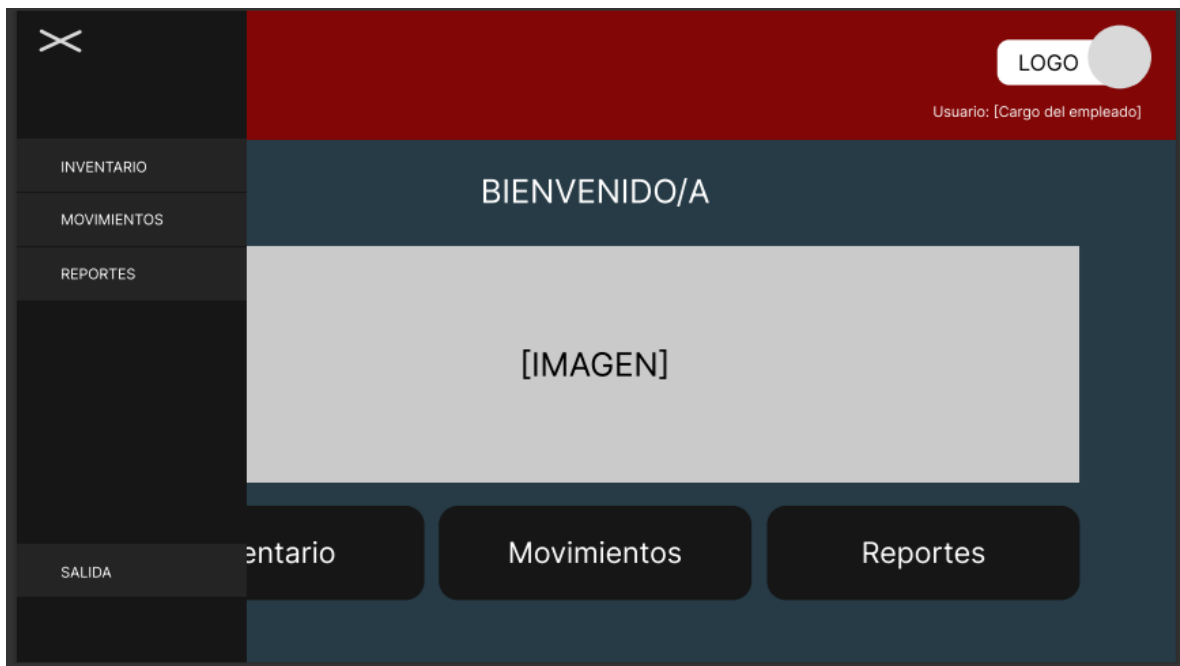 LOGO
Usuario: [Cargo del empleado]
INVENTARIO
MOVIMIENTOS
REPORTES
SALIDA
BIENVENIDO/A
[IMAGEN]
entario
Movimientos
Reportes